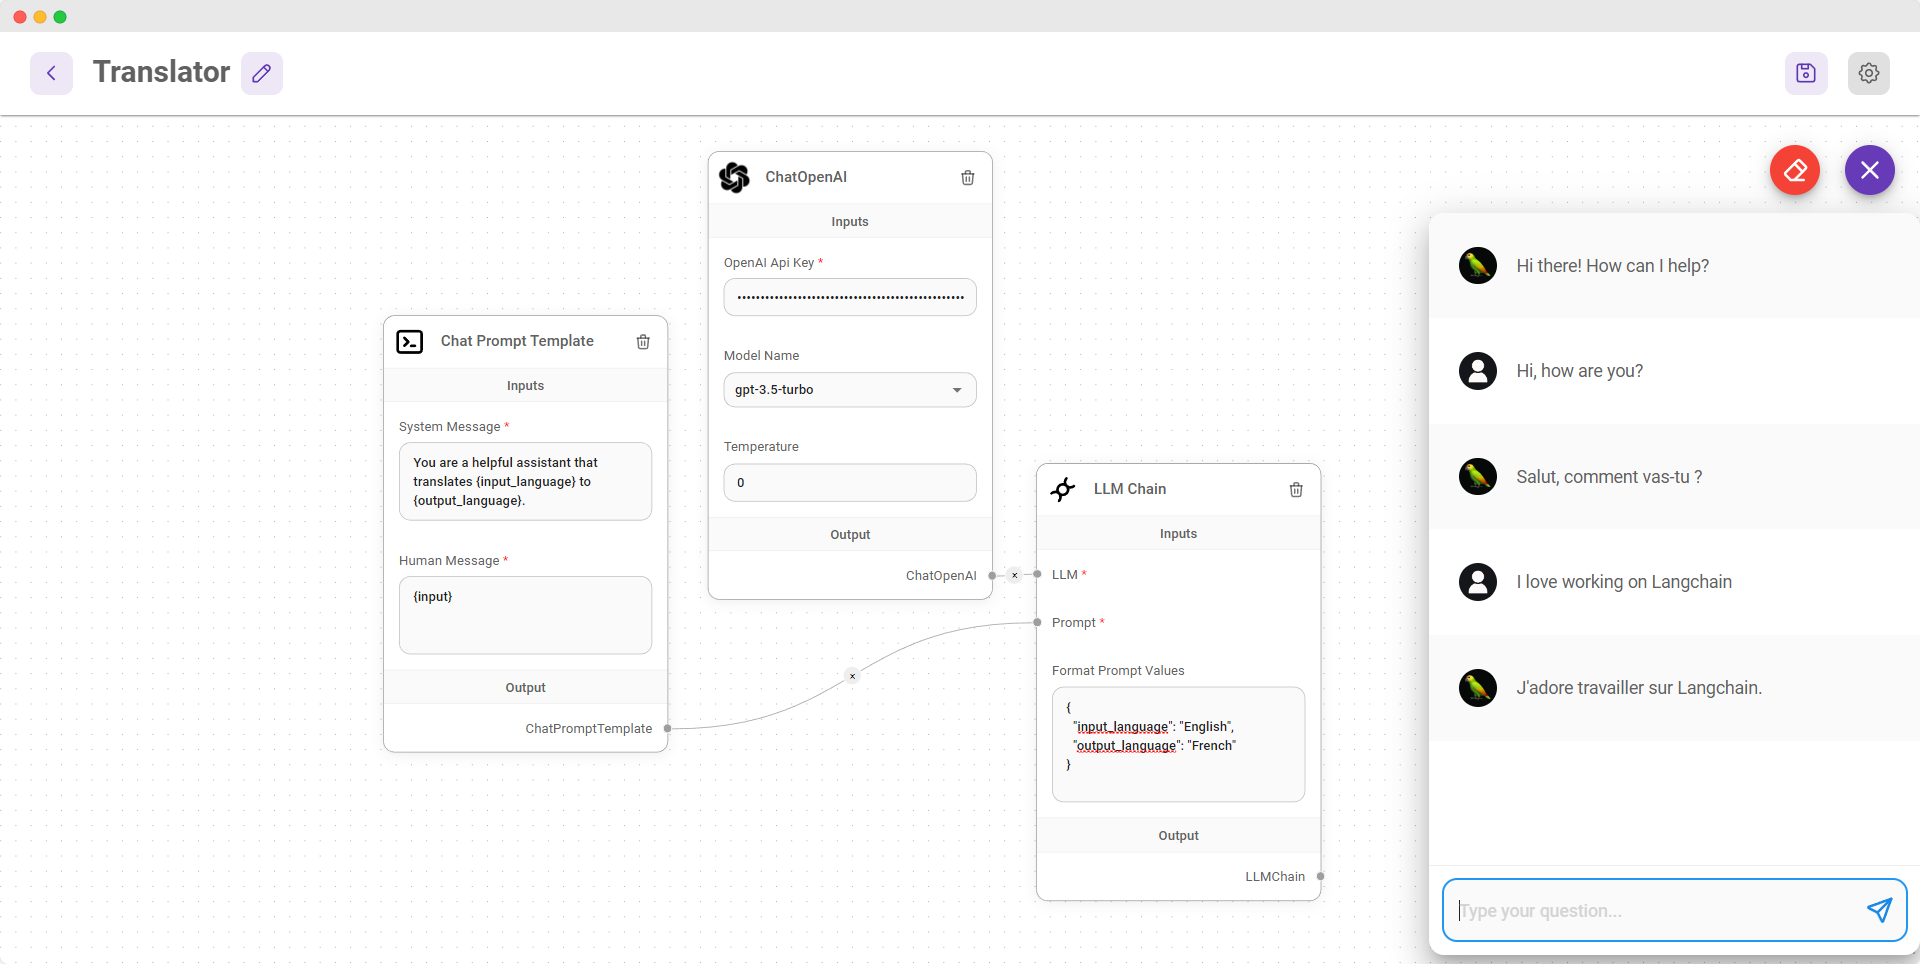 Translator
ChatOpenAI
Inputs
OpenAI Api Key *
••••••••••••••••••••••••••••••••••••••••••••••••••
Model Name
gpt-3.5-turbo
Temperature
0
Output
ChatOpenAI
Chat Prompt Template
Inputs
System Message *
You are a helpful assistant that
translates {input_language} to
{output_language}.
Human Message *
{input}
Output
ChatPromptTemplate
x
x
LLM Chain
Inputs
LLM *
Prompt *
Format Prompt Values
{
"input_language": "English",
"output_language": "French"
}
Output
LLMChain
Hi there! How can I help?
Hi, how are you?
Salut, comment vas-tu ?
I love working on Langchain
J'adore travailler sur Langchain.
Type your question...